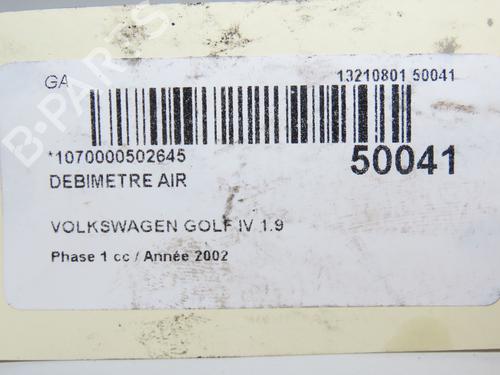 GA 13210801 50041
*1070000502645 50041
DEBIMETRE AIR
VOLKSWAGEN GOLF IV 1.9
Phase 1 cc / Année 2002
B-PARTS